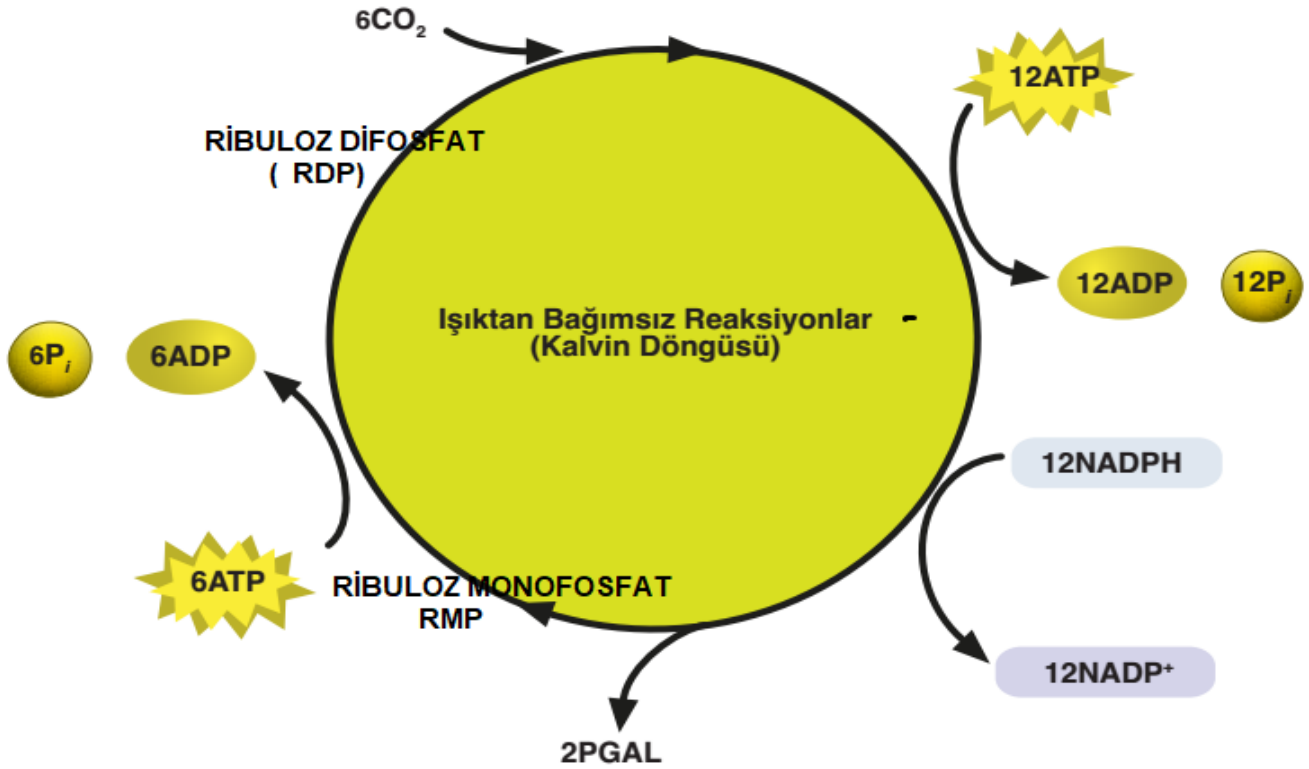 6CO₂
12ATP
RİBULOZ DİFOSFAT
( RDP)
12ADP
12Pᵢ
Işıktan Bağımsız Reaksiyonlar -
(Kalvin Döngüsü)
6Pᵢ
6ADP
12NADPH
6ATP
RİBULOZ MONOFOSFAT
RMP
12NADP⁺
2PGAL